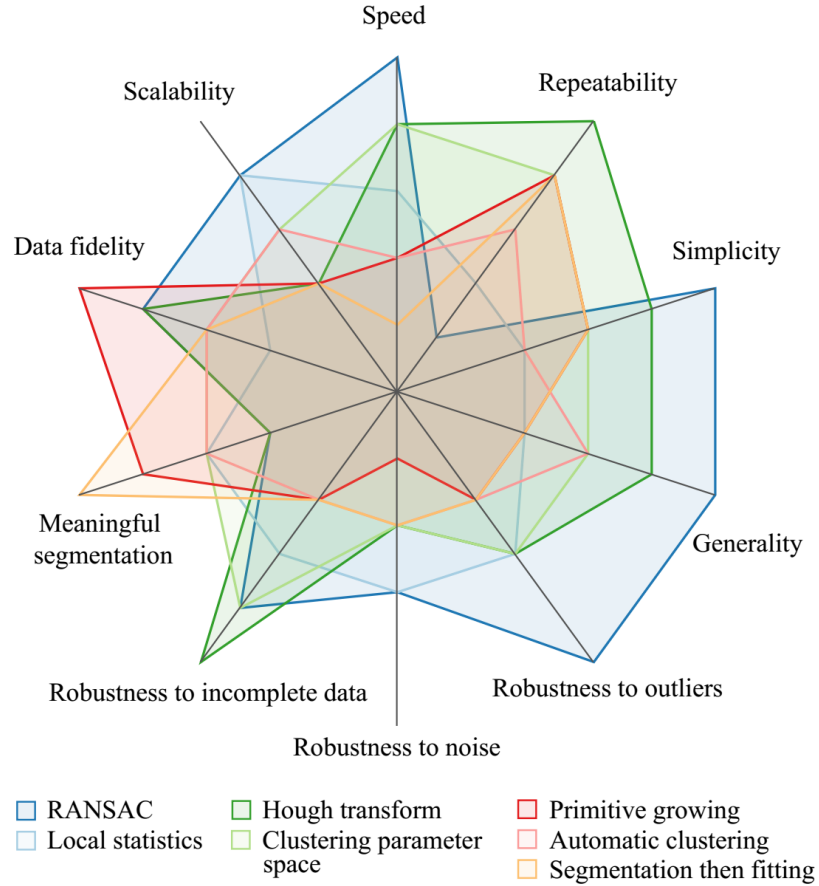 Speed
Scalability
Repeatability
Data fidelity
Simplicity
Meaningful
segmentation
Generality
Robustness to incomplete data
Robustness to outliers
Robustness to noise
RANSAC
Local statistics
Hough transform
Clustering parameter
space
Primitive growing
Automatic clustering
Segmentation then fitting